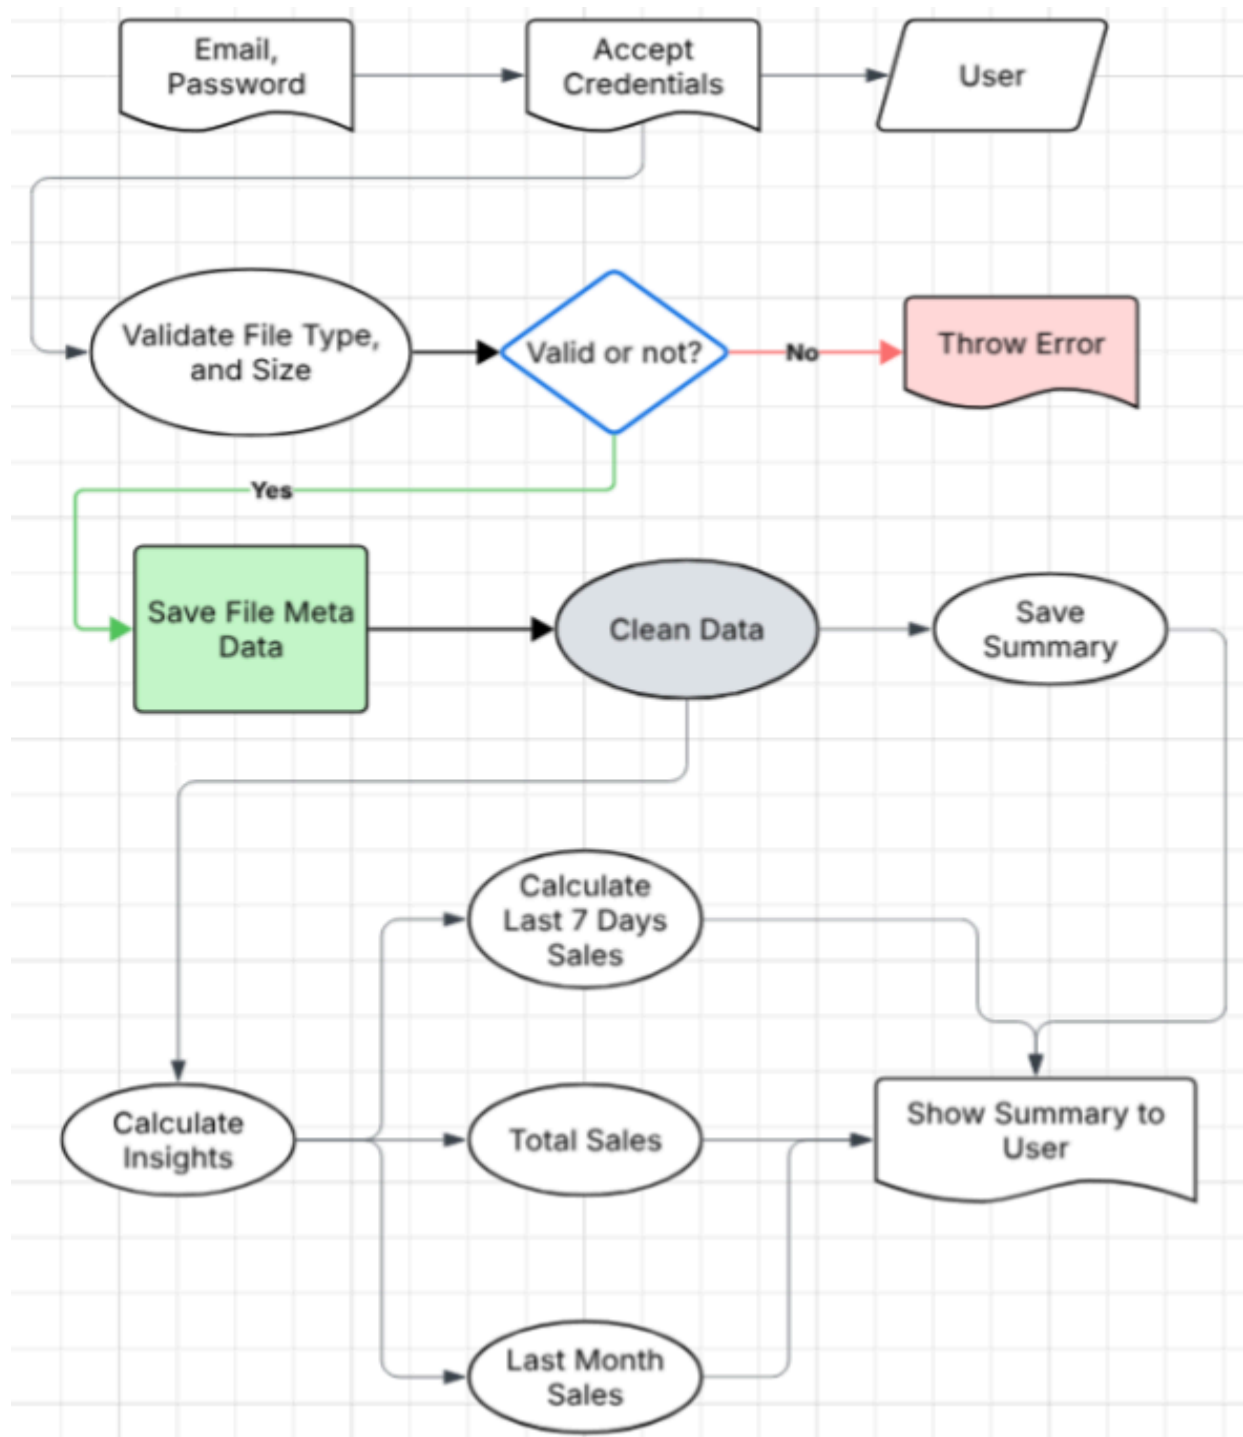 Email,
Password
Accept
Credentials
User
Validate File Type,
and Size
Valid or not?
No
Throw Error
Yes
Save File Meta
Data
Clean Data
Save
Summary
Calculate
Last 7 Days
Sales
Calculate
Insights
Total Sales
Show Summary to
User
Last Month
Sales